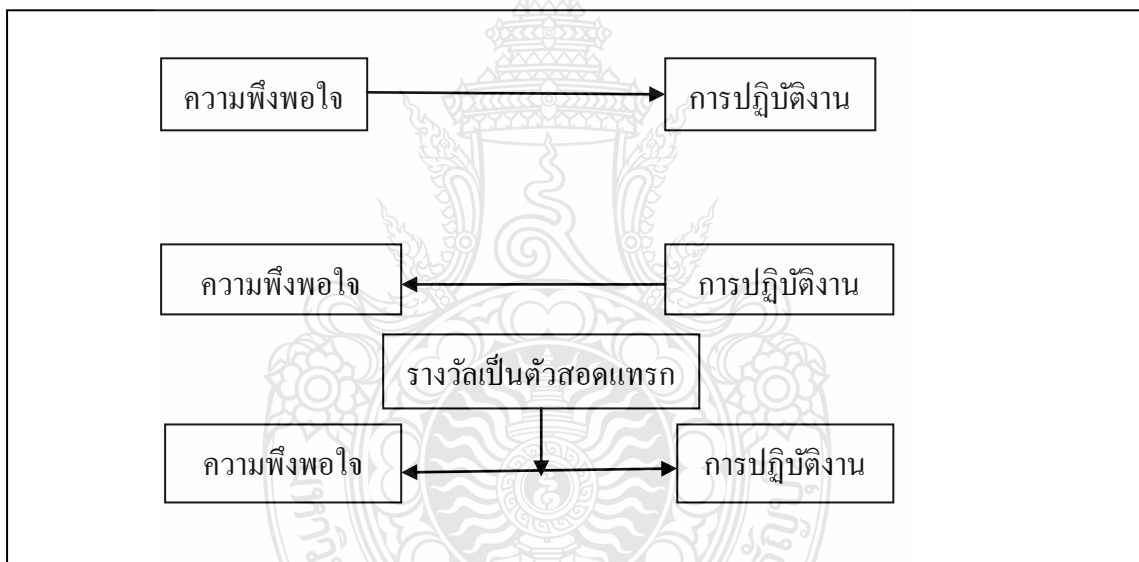 ความพึงพอใจ การปฏิบัติงาน
ความพึงพอใจ การปฏิบัติงาน
รางวัลเป็นตัวสอดแทรก
ความพึงพอใจ การปฏิบัติงาน